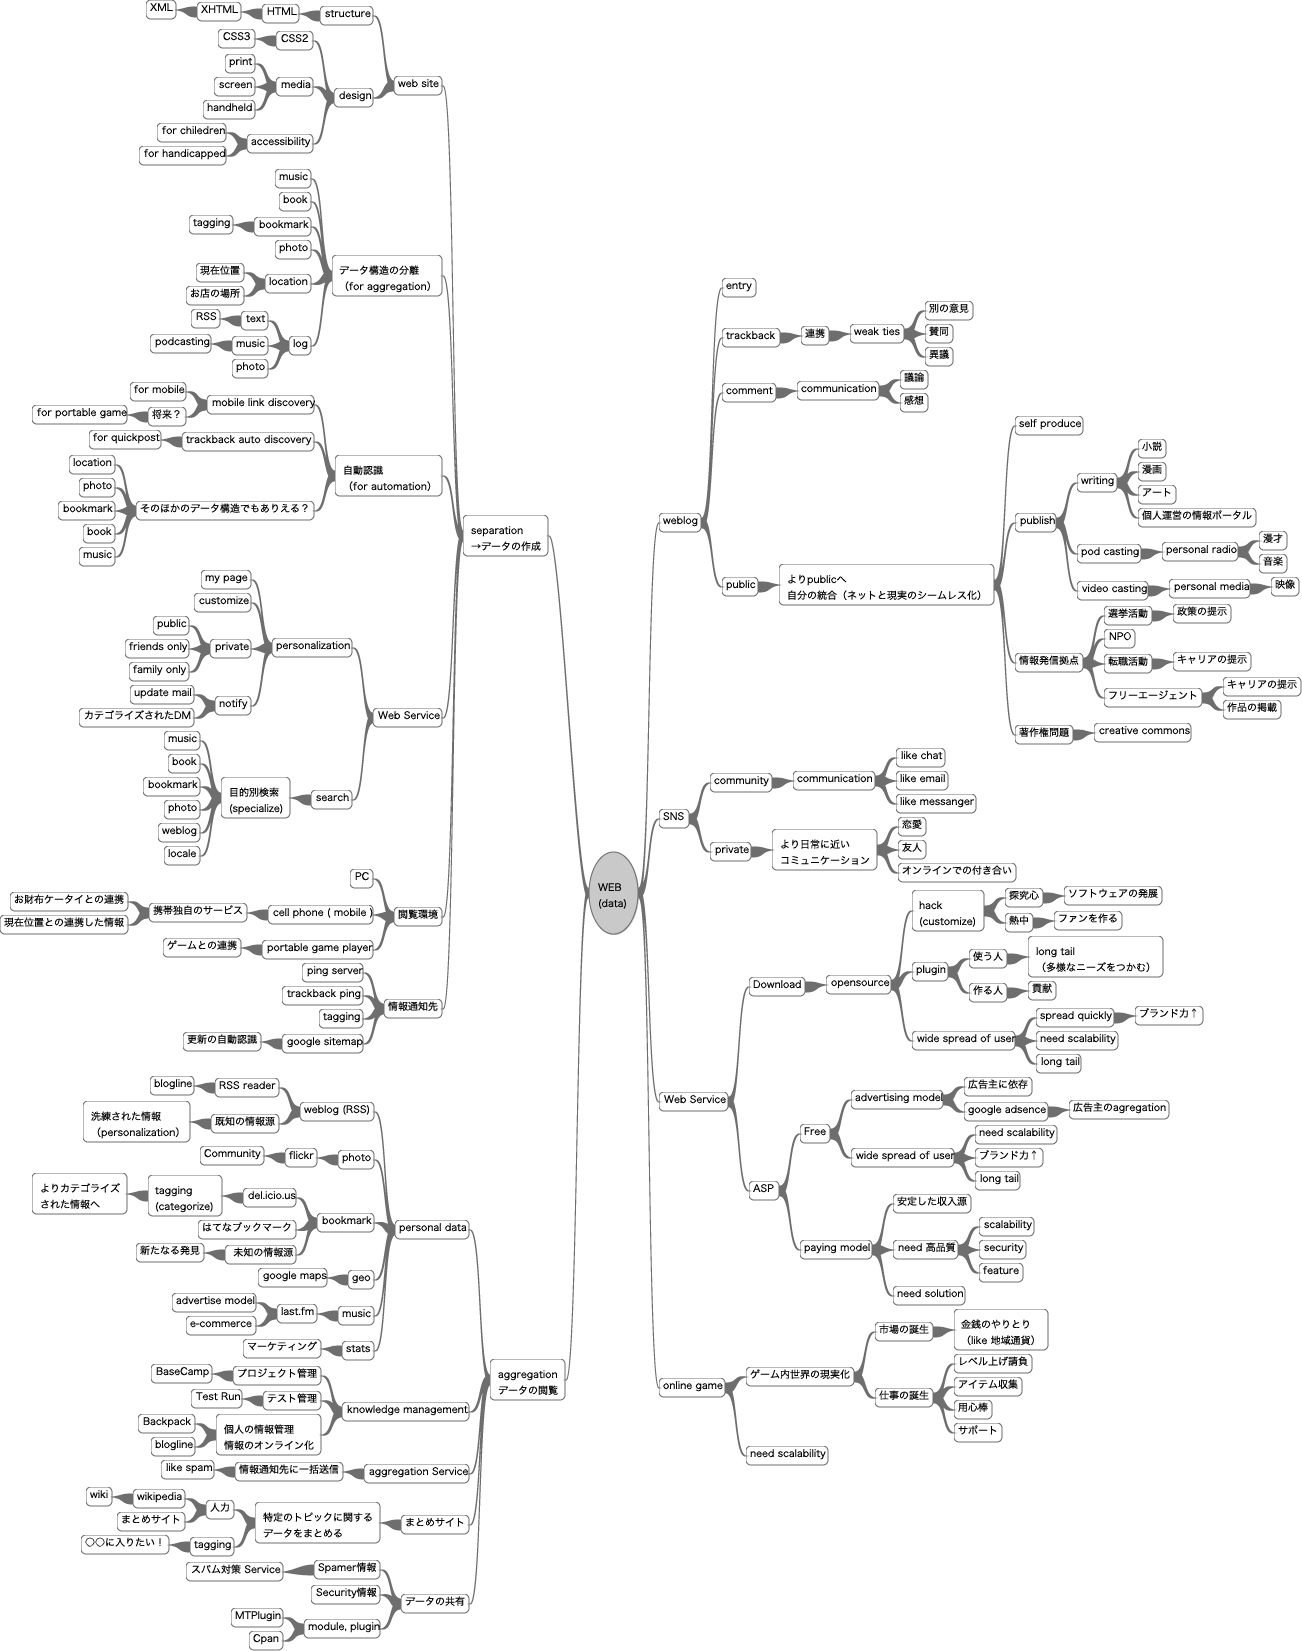 WEB
(data)
separation
→データの作成
web site
structure
HTML
XHTML
XML
design
CSS2
CSS3
media
print
screen
handheld
accessibility
for chiledren
for handicapped
データ構造の分離
（for aggregation）
music
book
bookmark
tagging
photo
location
現在位置
お店の場所
log
text
RSS
music
podcasting
photo
自動認識
（for automation）
mobile link discovery
for mobile
将来？
for portable game
trackback auto discovery
for quickpost
そのほかのデータ構造でもありえる？
location
photo
bookmark
book
music
Web Service
personalization
my page
customize
private
public
friends only
family only
notify
update mail
カテゴライズされたDM
search
目的別検索
(specialize)
music
book
bookmark
photo
weblog
locale
閲覧環境
PC
cell phone ( mobile )
携帯独自のサービス
お財布ケータイとの連携
現在位置との連携した情報
portable game player
ゲームとの連携
情報通知先
ping server
trackback ping
tagging
google sitemap
更新の自動認識
aggregation
データの閲覧
personal data
weblog (RSS)
RSS reader
blogline
既知の情報源
洗練された情報
（personalization）
photo
flickr
Community
bookmark
del.icio.us
tagging
(categorize)
よりカテゴライズ
された情報へ
はてなブックマーク
未知の情報源
新たなる発見
geo
google maps
music
last.fm
advertise model
e-commerce
stats
マーケティング
knowledge management
プロジェクト管理
BaseCamp
テスト管理
Test Run
個人の情報管理
情報のオンライン化
Backpack
blogline
aggregation Service
情報通知先に一括送信
like spam
まとめサイト
特定のトピックに関する
データをまとめる
人力
wikipedia
wiki
まとめサイト
tagging
○○に入りたい！
データの共有
Spamer情報
スパム対策 Service
Security情報
module, plugin
MTPlugin
Cpan
weblog
entry
trackback
連携
weak ties
別の意見
賛同
異議
comment
communication
議論
感想
public
よりpublicへ
自分の統合（ネットと現実のシームレス化）
self produce
publish
writing
小説
漫画
アート
個人運営の情報ポータル
pod casting
personal radio
漫才
音楽
video casting
personal media
映像
情報発信拠点
選挙活動
政策の提示
NPO
転職活動
キャリアの提示
フリーエージェント
キャリアの提示
作品の掲載
著作権問題
creative commons
SNS
community
communication
like chat
like email
like messanger
private
より日常に近い
コミュニケーション
恋愛
友人
オンラインでの付き合い
Web Service
Download
opensource
hack
(customize)
探究心
ソフトウェアの発展
熱中
ファンを作る
plugin
使う人
long tail
（多様なニーズをつかむ）
作る人
貢献
wide spread of user
spread quickly
ブランド力↑
need scalability
long tail
ASP
Free
advertising model
広告主に依存
google adsence
広告主のagregation
wide spread of user
need scalability
ブランド力↑
long tail
paying model
安定した収入源
need 高品質
scalability
security
feature
need solution
online game
ゲーム内世界の現実化
市場の誕生
金銭のやりとり
（like 地域通貨）
仕事の誕生
レベル上げ請負
アイテム収集
用心棒
サポート
need scalability